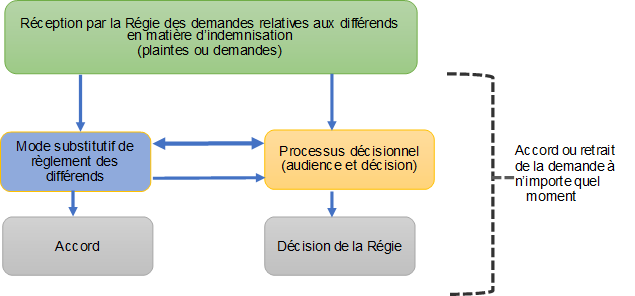 Réception par la Régie des demandes relatives aux différends
en matière d'indemnisation
(plaintes ou demandes)
Mode substitutif de
règlement des
différends
Processus décisionnel
(audience et décision)
Accord ou retrait
de la demande à
n'importe quel
moment
Accord
Décision de la Régie